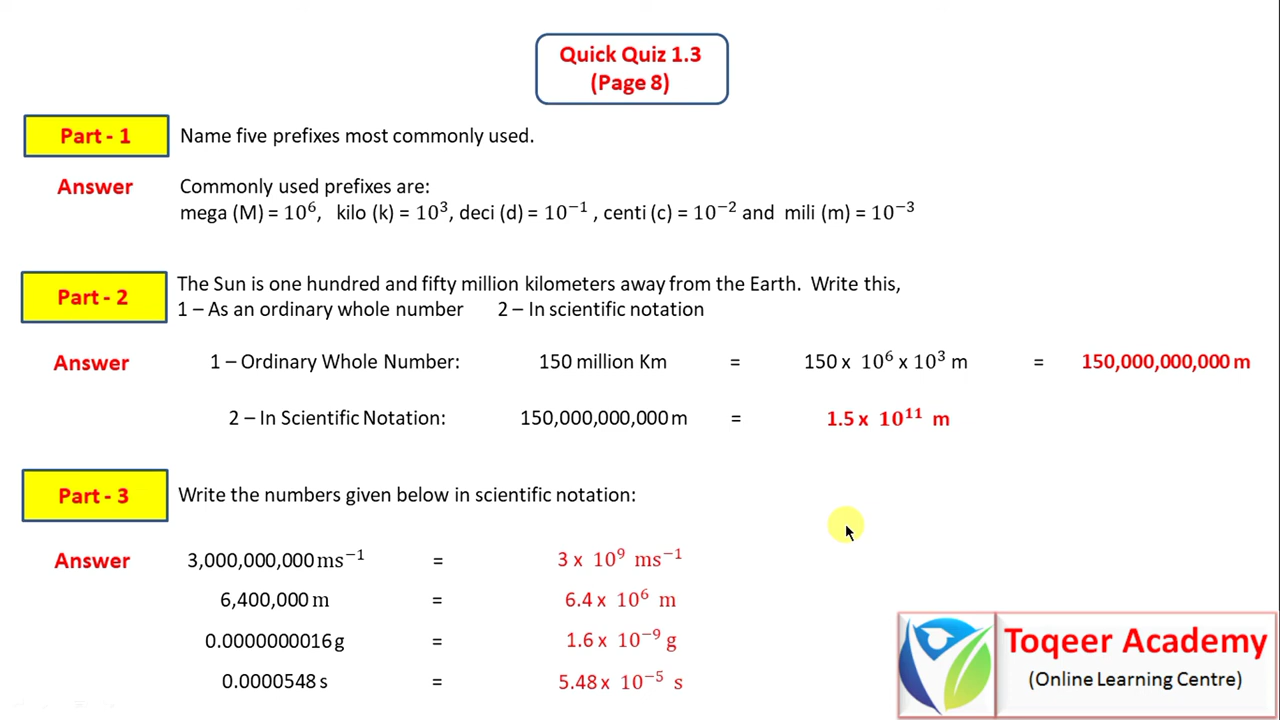 Quick Quiz 1.3
(Page 8)
Part - 1 Name five prefixes most commonly used.
Answer Commonly used prefixes are:
mega (M) = 10⁶, kilo (k) = 10³, deci (d) = 10⁻¹ , centi (c) = 10⁻² and mili (m) = 10⁻³
Part - 2 The Sun is one hundred and fifty million kilometers away from the Earth. Write this,
1 – As an ordinary whole number 2 – In scientific notation
Answer 1 – Ordinary Whole Number: 150 million Km = 150 x 10⁶ x 10³ m = 150,000,000,000 m
2 – In Scientific Notation: 150,000,000,000 m = 1.5 x 10¹¹ m
Part - 3 Write the numbers given below in scientific notation:
Answer 3,000,000,000 ms⁻¹ = 3 x 10⁹ ms⁻¹
6,400,000 m = 6.4 x 10⁶ m
0.0000000016 g = 1.6 x 10⁻⁹ g
0.0000548 s = 5.48 x 10⁻⁵ s
Toqeer Academy
(Online Learning Centre)